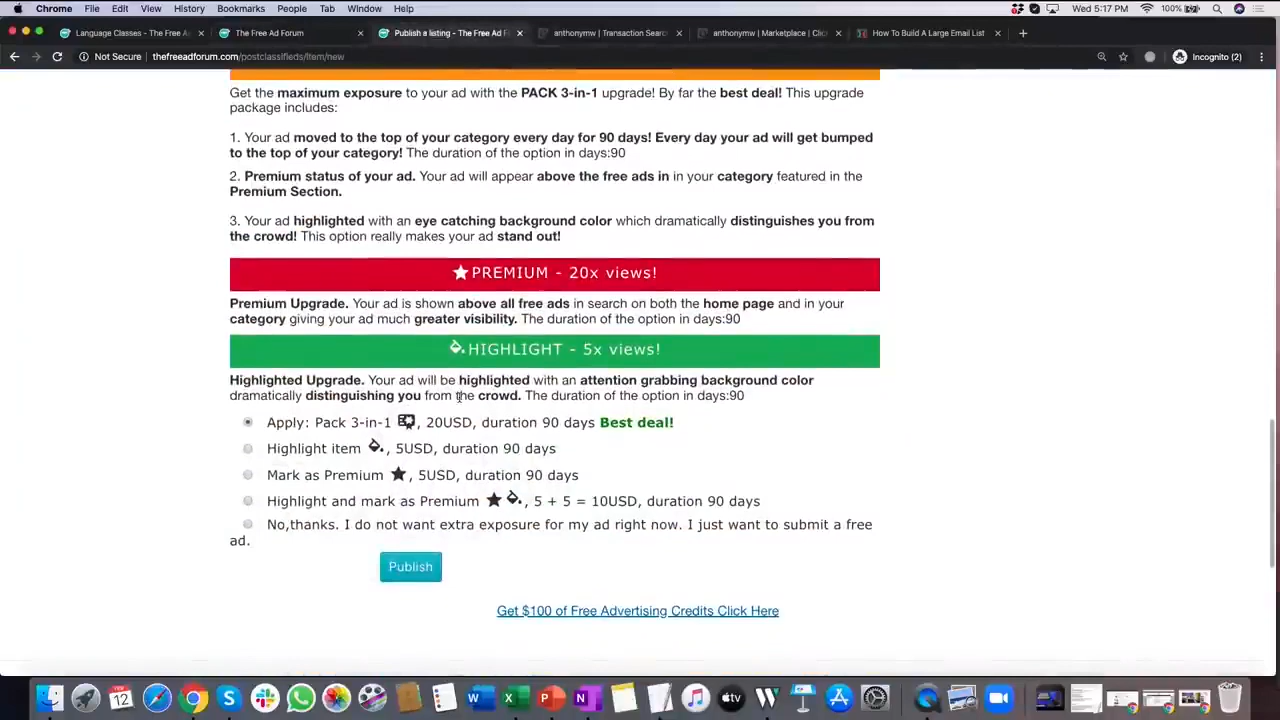 Chrome File Edit View History Bookmarks People Tab Window Help Wed 5:17 PM 100%
Language Classes - The Free A The Free Ad Forum Publish a listing - The Free Ad F anthonymw | Transaction Searc anthonymw | Marketplace | Clic How To Build A Large Email List
Not Secure thefreeadforum.com/postclassifieds/item/new Incognito (2)
Get the maximum exposure to your ad with the PACK 3-in-1 upgrade! By far the best deal! This upgrade
package includes:
1. Your ad moved to the top of your category every day for 90 days! Every day your ad will get bumped
to the top of your category! The duration of the option in days:90
2. Premium status of your ad. Your ad will appear above the free ads in in your category featured in the
Premium Section.
3. Your ad highlighted with an eye catching background color which dramatically distinguishes you from
the crowd! This option really makes your ad stand out!
PREMIUM - 20x views!
Premium Upgrade. Your ad is shown above all free ads in search on both the home page and in your
category giving your ad much greater visibility. The duration of the option in days:90
HIGHLIGHT - 5x views!
Highlighted Upgrade. Your ad will be highlighted with an attention grabbing background color
dramatically distinguishing you from the crowd. The duration of the option in days:90
Apply: Pack 3-in-1 , 20USD, duration 90 days Best deal!
Highlight item , 5USD, duration 90 days
Mark as Premium , 5USD, duration 90 days
Highlight and mark as Premium , 5 + 5 = 10USD, duration 90 days
No,thanks. I do not want extra exposure for my ad right now. I just want to submit a free
ad.
Publish
Get $100 of Free Advertising Credits Click Here
FEB
12
tv